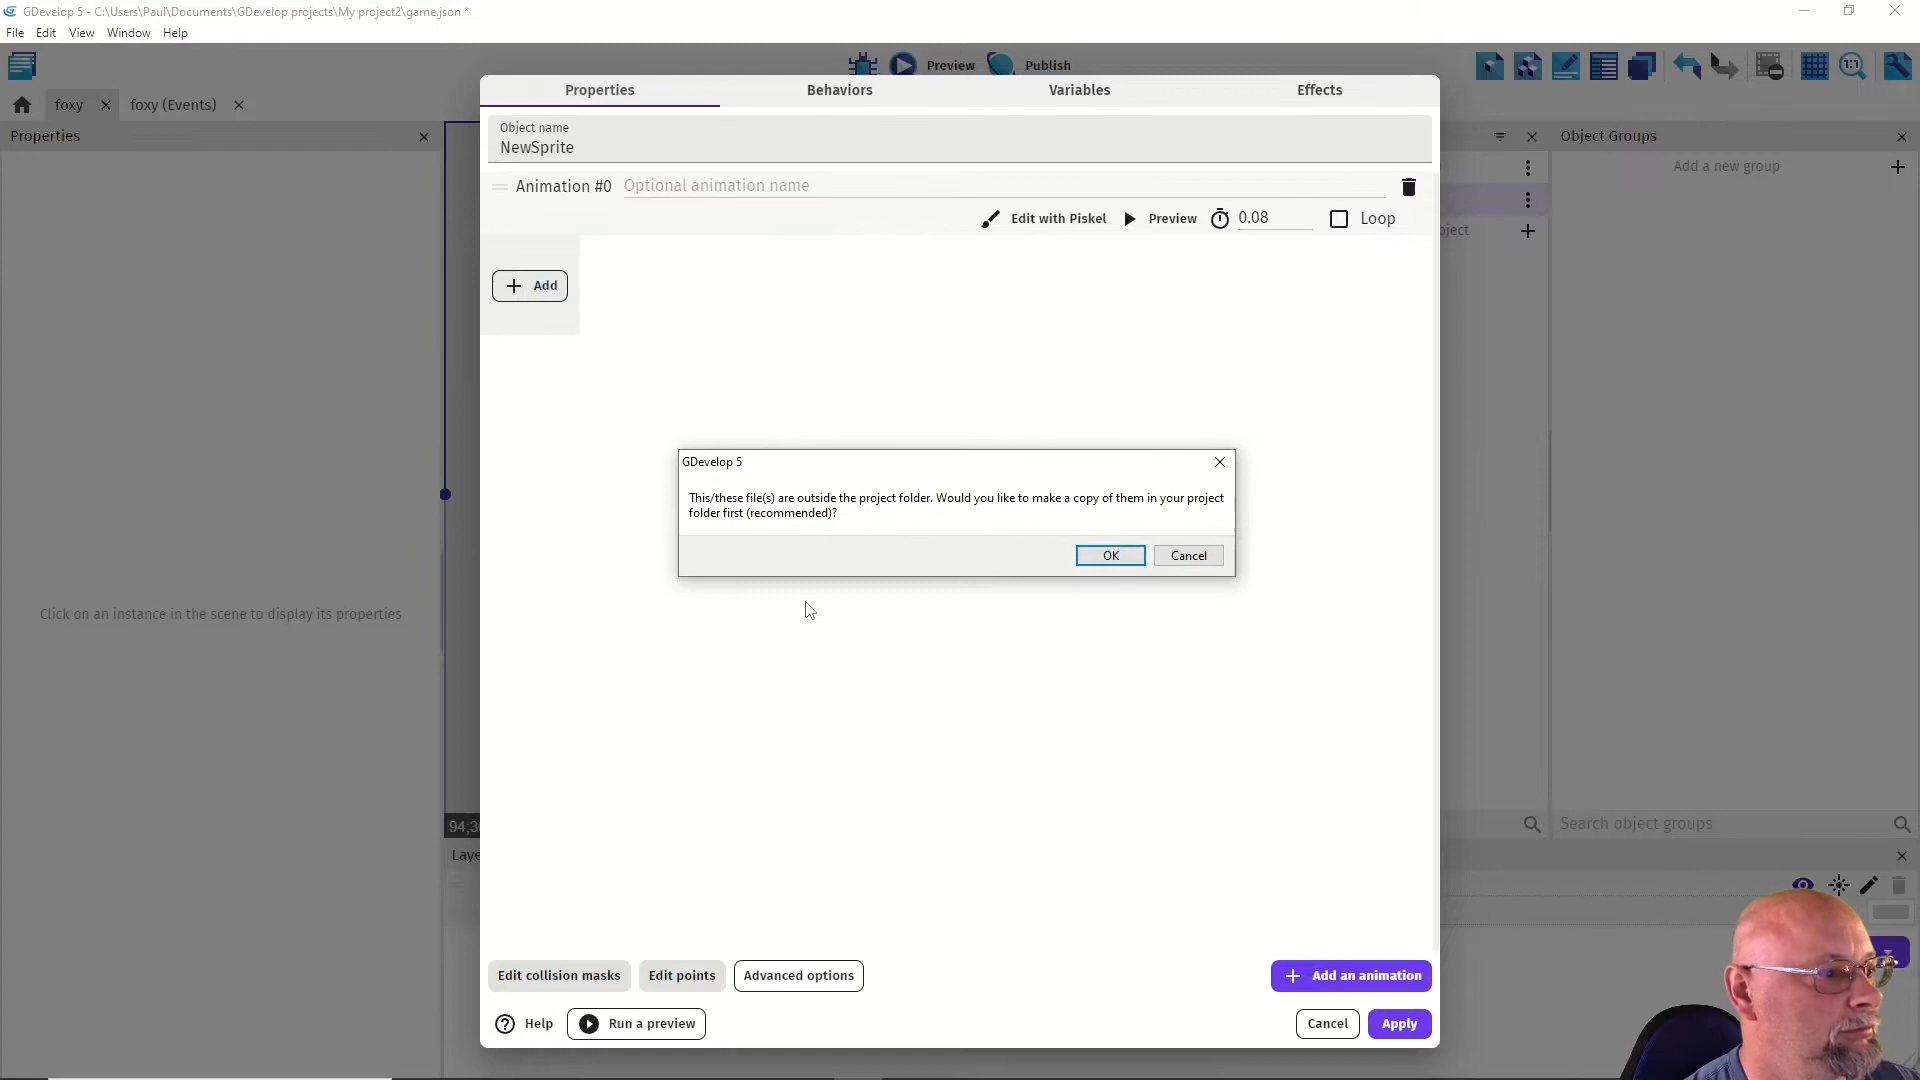 GDevelop 5 - C:\Users\Paul\Documents\GDevelop projects\My project2\game.json *
File Edit View Window Help
Preview Publish
foxy foxy (Events)
Properties
Click on an instance in the scene to display its properties
Properties Behaviors Variables Effects
Object name
NewSprite
Animation #0 Optional animation name
Edit with Piskel Preview 0.08 Loop
Add
GDevelop 5
This/these file(s) are outside the project folder. Would you like to make a copy of them in your project
folder first (recommended)?
OK Cancel
Edit collision masks Edit points Advanced options Add an animation
Help Run a preview Cancel Apply
Object Groups
Add a new group
1:1
Search object groups